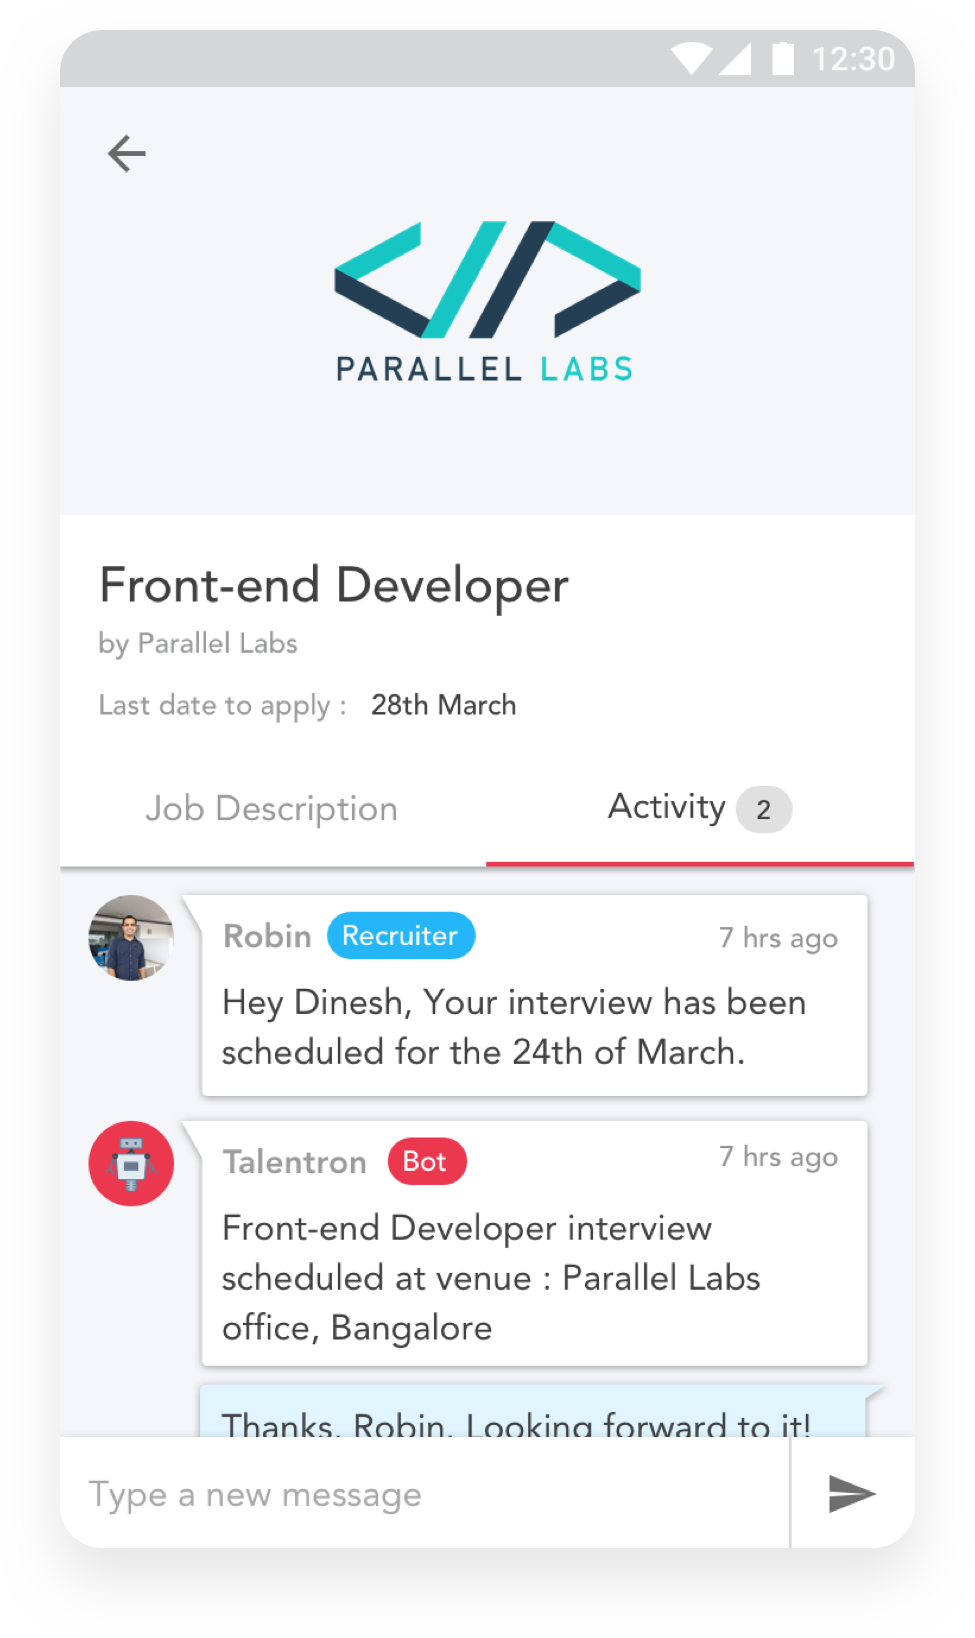 12:30
PARALLEL LABS
Front-end Developer
by Parallel Labs
Last date to apply : 28th March
Job Description
Activity 2
Robin Recruiter 7 hrs ago
Hey Dinesh, Your interview has been
scheduled for the 24th of March.
Talentron Bot 7 hrs ago
Front-end Developer interview
scheduled at venue : Parallel Labs
office, Bangalore
Thanks, Robin. Looking forward to it!
Type a new message